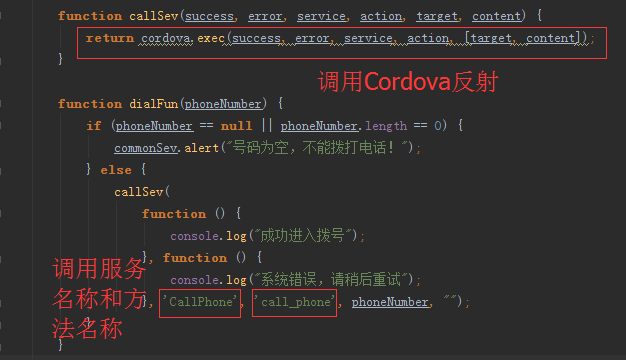 function callSev(success, error, service, action, target, content) {
return cordova.exec(success, error, service, action, [target, content]);
}
调用Cordova反射
function dialFun(phoneNumber) {
if (phoneNumber == null || phoneNumber.length == 0) {
commonSev.alert("号码为空，不能拨打电话！");
} else {
callSev(
function () {
console.log("成功进入拨号");
}, function () {
console.log("系统错误，请稍后重试");
}, 'CallPhone', 'call_phone', phoneNumber, "");
}
}
调用服务
名称和方
法名称